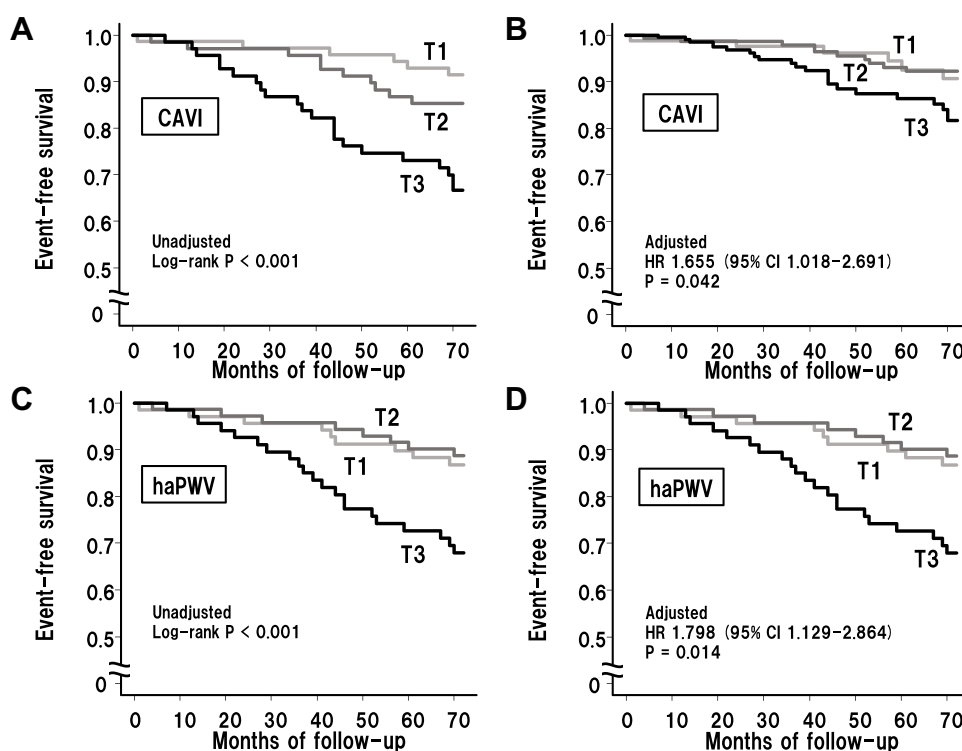 A
Event-free survival
1.0
0.9
0.8
0.7
0.6
0.5
0
T1
T2
T3
CAVI
Unadjusted
Log-rank P < 0.001
0 10 20 30 40 50 60 70
Months of follow-up
B
Event-free survival
1.0
0.9
0.8
0.7
0.6
0.5
0
T1
T2
T3
CAVI
Adjusted
HR 1.655 (95% CI 1.018-2.691)
P = 0.042
0 10 20 30 40 50 60 70
Months of follow-up
C
Event-free survival
1.0
0.9
0.8
0.7
0.6
0.5
0
T2
T1
T3
haPWV
Unadjusted
Log-rank P < 0.001
0 10 20 30 40 50 60 70
Months of follow-up
D
Event-free survival
1.0
0.9
0.8
0.7
0.6
0.5
0
T2
T1
T3
haPWV
Adjusted
HR 1.798 (95% CI 1.129-2.864)
P = 0.014
0 10 20 30 40 50 60 70
Months of follow-up